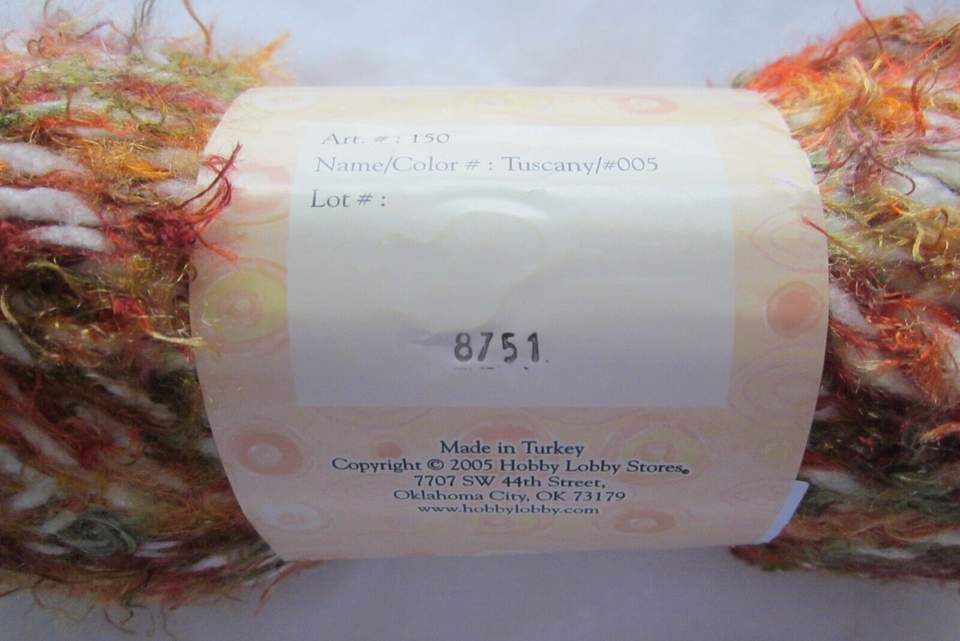 Art. # : 150
Name/Color # : Tuscany/#005
Lot # :
8751
Made in Turkey
Copyright © 2005 Hobby Lobby Stores®
7707 SW 44th Street,
Oklahoma City, OK 73179
www.hobbylobby.com